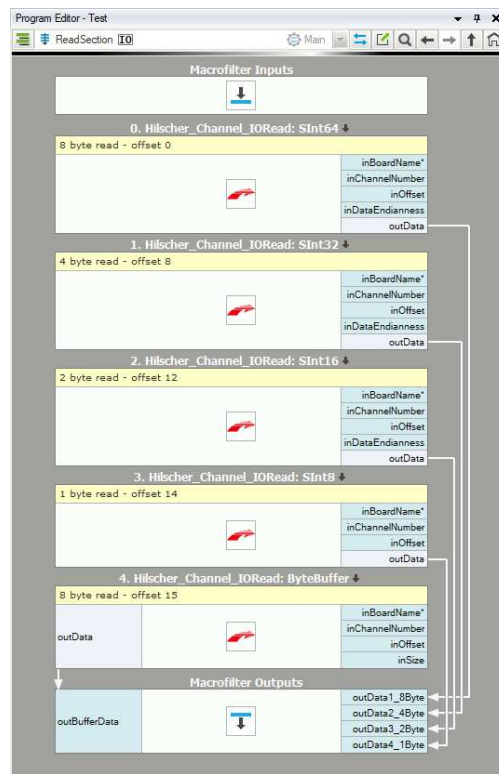 Program Editor - Test
ReadSection IO Main
Macrofilter Inputs
0. Hilscher_Channel_IORead: SInt64
8 byte read - offset 0
inBoardName*
inChannelNumber
inOffset
inDataEndianness
outData
1. Hilscher_Channel_IORead: SInt32
4 byte read - offset 8
inBoardName*
inChannelNumber
inOffset
inDataEndianness
outData
2. Hilscher_Channel_IORead: SInt16
2 byte read - offset 12
inBoardName*
inChannelNumber
inOffset
inDataEndianness
outData
3. Hilscher_Channel_IORead: SInt8
1 byte read - offset 14
inBoardName*
inChannelNumber
inOffset
outData
4. Hilscher_Channel_IORead: ByteBuffer
8 byte read - offset 15
inBoardName*
inChannelNumber
outData
inOffset
inSize
Macrofilter Outputs
outData1_8Byte
outData2_4Byte
outBufferData
outData3_2Byte
outData4_1Byte